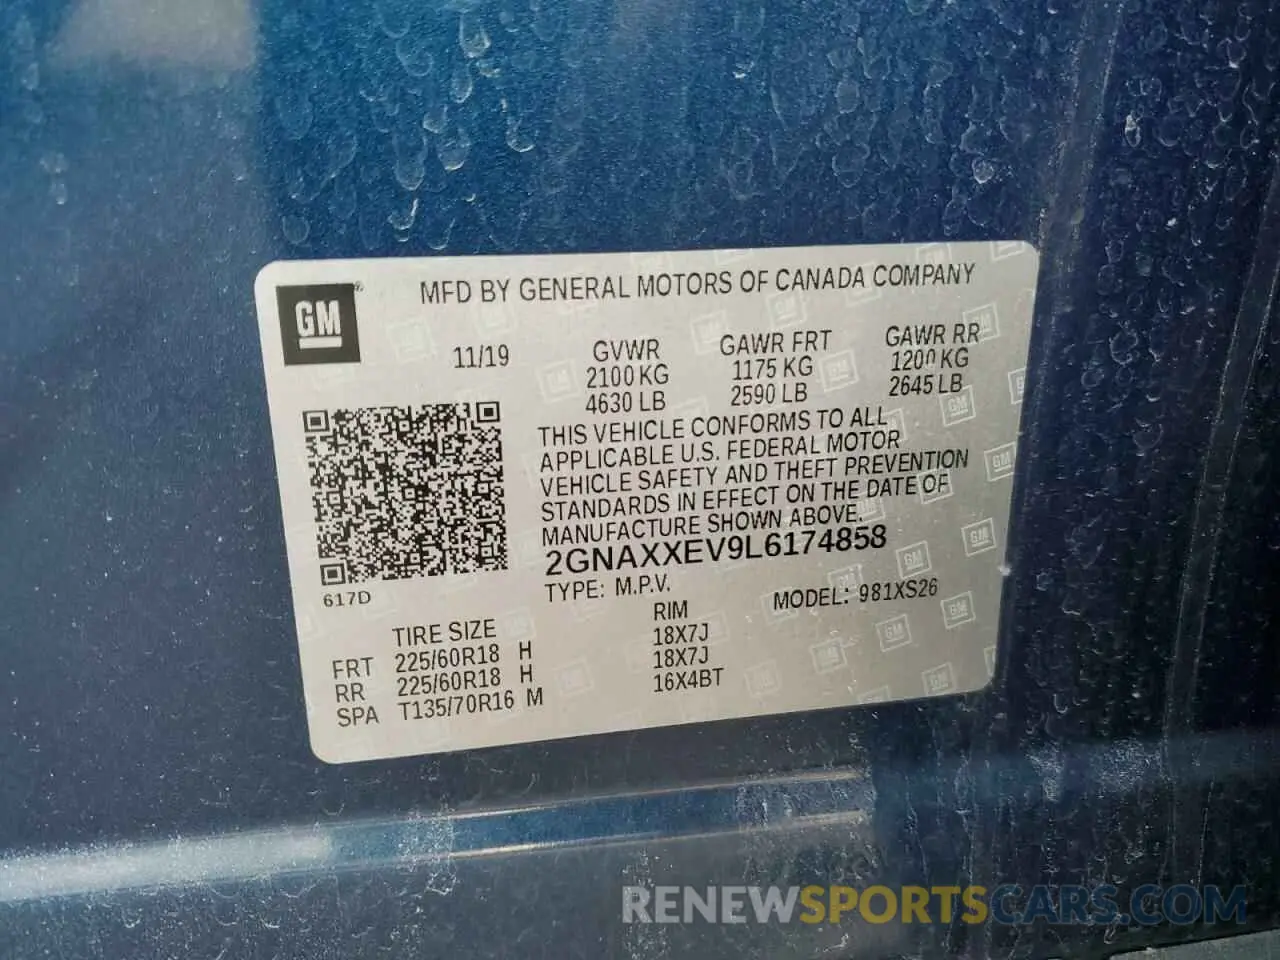 GM
MFD BY GENERAL MOTORS OF CANADA COMPANY
11/19
GVWR GAWR FRT GAWR RR
2100 KG 1175 KG 1200 KG
4630 LB 2590 LB 2645 LB
THIS VEHICLE CONFORMS TO ALL
APPLICABLE U.S. FEDERAL MOTOR
VEHICLE SAFETY AND THEFT PREVENTION
STANDARDS IN EFFECT ON THE DATE OF
MANUFACTURE SHOWN ABOVE.
2GNAXXEV9L6174858
617D
TYPE: M.P.V. MODEL: 981XS26
TIRE SIZE RIM
FRT 225/60R18 H 18X7J
RR 225/60R18 H 18X7J
SPA T135/70R16 M 16X4BT
RENEWSPORTSCARS.COM